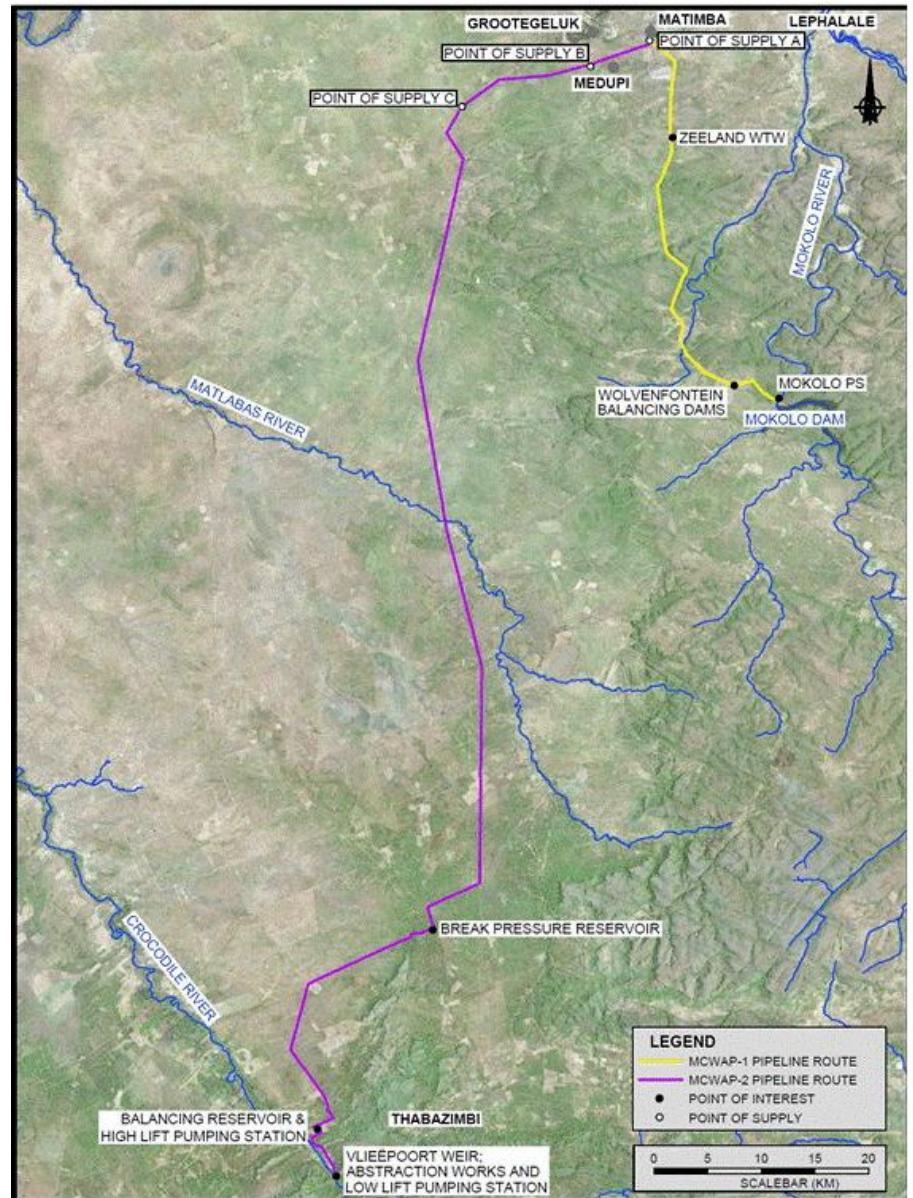 GROOTEGELUK
MATIMBA
LEPHALALE
POINT OF SUPPLY A
POINT OF SUPPLY B
MEDUPI
POINT OF SUPPLY C
ZEELAND WTW
MOKOLO RIVER
MATLABAS RIVER
WOLVENFONTEIN
BALANCING DAMS
MOKOLO PS
MOKOLO DAM
BREAK PRESSURE RESERVOIR
CROCODILE RIVER
BALANCING RESERVOIR &
HIGH LIFT PUMPING STATION
THABAZIMBI
VLIEËPOORT WEIR;
ABSTRACTION WORKS AND
LOW LIFT PUMPING STATION
LEGEND
MCWAP-1 PIPELINE ROUTE
MCWAP-2 PIPELINE ROUTE
POINT OF INTEREST
POINT OF SUPPLY
0 5 10 15 20
SCALEBAR (KM)